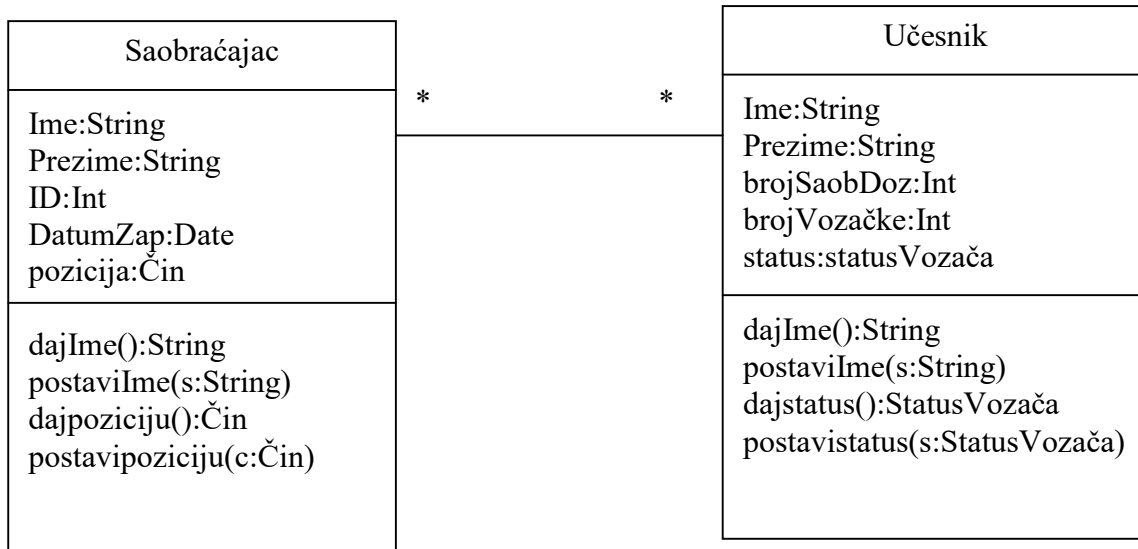 Saobraćajac
Ime:String
Prezime:String
ID:Int
DatumZap:Date
pozicija:Čin
dajIme():String
postaviIme(s:String)
dajpoziciju():Čin
postavipoziciju(c:Čin)
*
*
Učesnik
Ime:String
Prezime:String
brojSaobDoz:Int
brojVozačke:Int
status:statusVozača
dajIme():String
postaviIme(s:String)
dajstatus():StatusVozača
postavistatus(s:StatusVozača)